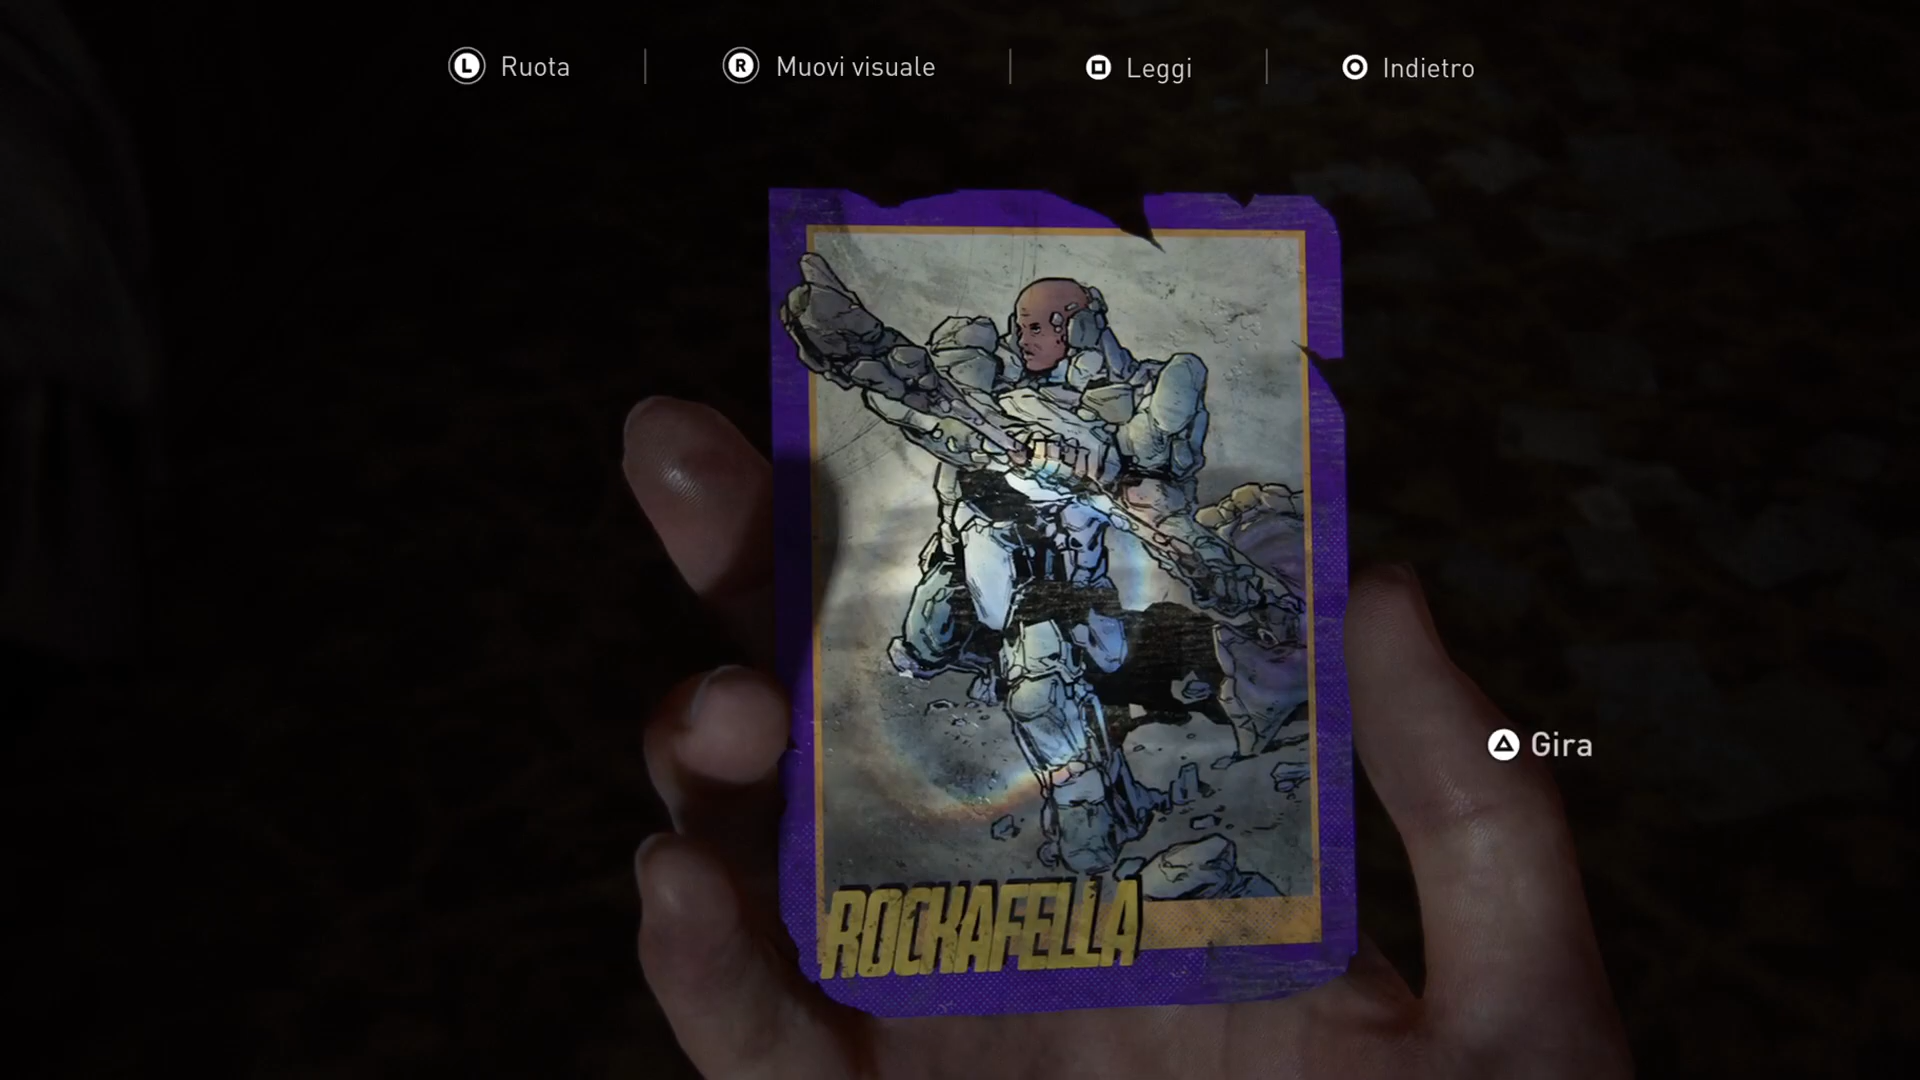 L Ruota
R Muovi visuale
Leggi
Indietro
Gira
ROCKAFELLA